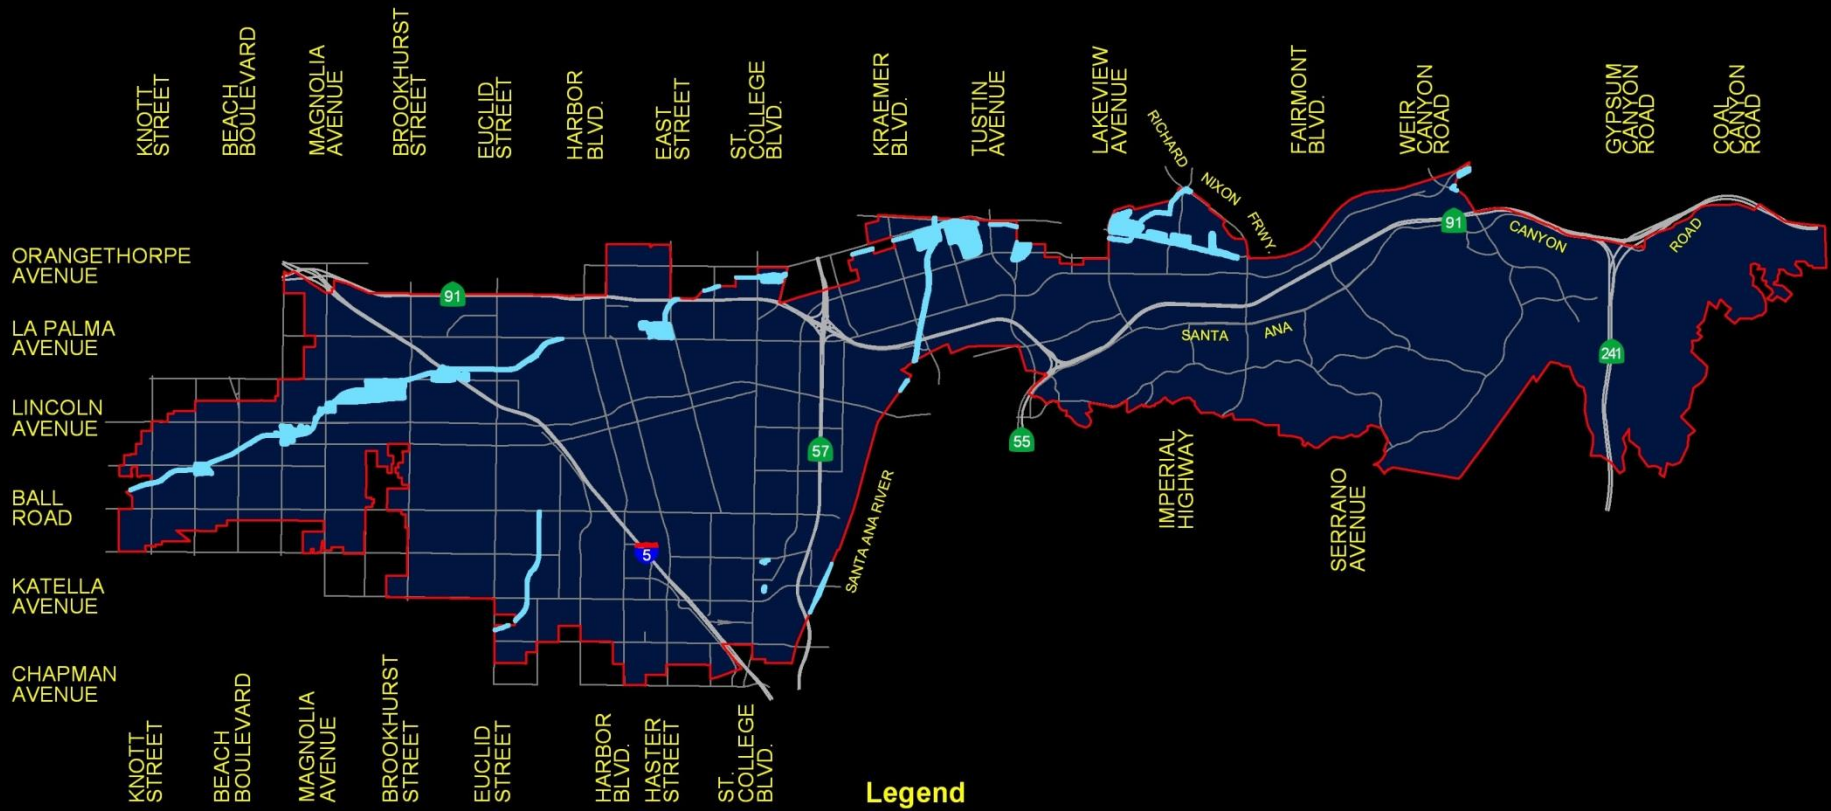 KNOTT
STREET
BEACH
BOULEVARD
MAGNOLIA
AVENUE
BROOKHURST
STREET
EUCLID
STREET
HARBOR
BLVD.
EAST
STREET
ST.
COLLEGE
BLVD.
KRAEMER
BLVD.
TUSTIN
AVENUE
LAKEVIEW
AVENUE
RICHARD NIXON FRWY.
FAIRMONT
BLVD.
WEIR
CANYON
ROAD
GYPSUM
CANYON
ROAD
COAL
CANYON
ROAD
ORANGETHORPE
AVENUE
91
91
CANYON ROAD
LA PALMA
AVENUE
SANTA ANA
241
LINCOLN
AVENUE
57
55
IMPERIAL
HIGHWAY
SERRANO
AVENUE
BALL
ROAD
SANTA ANA RIVER
5
KATELLA
AVENUE
CHAPMAN
AVENUE
KNOTT
STREET
BEACH
BOULEVARD
MAGNOLIA
AVENUE
BROOKHURST
STREET
EUCLID
STREET
HARBOR
BLVD.
HASTER
STREET
ST.
COLLEGE
BLVD.
Legend